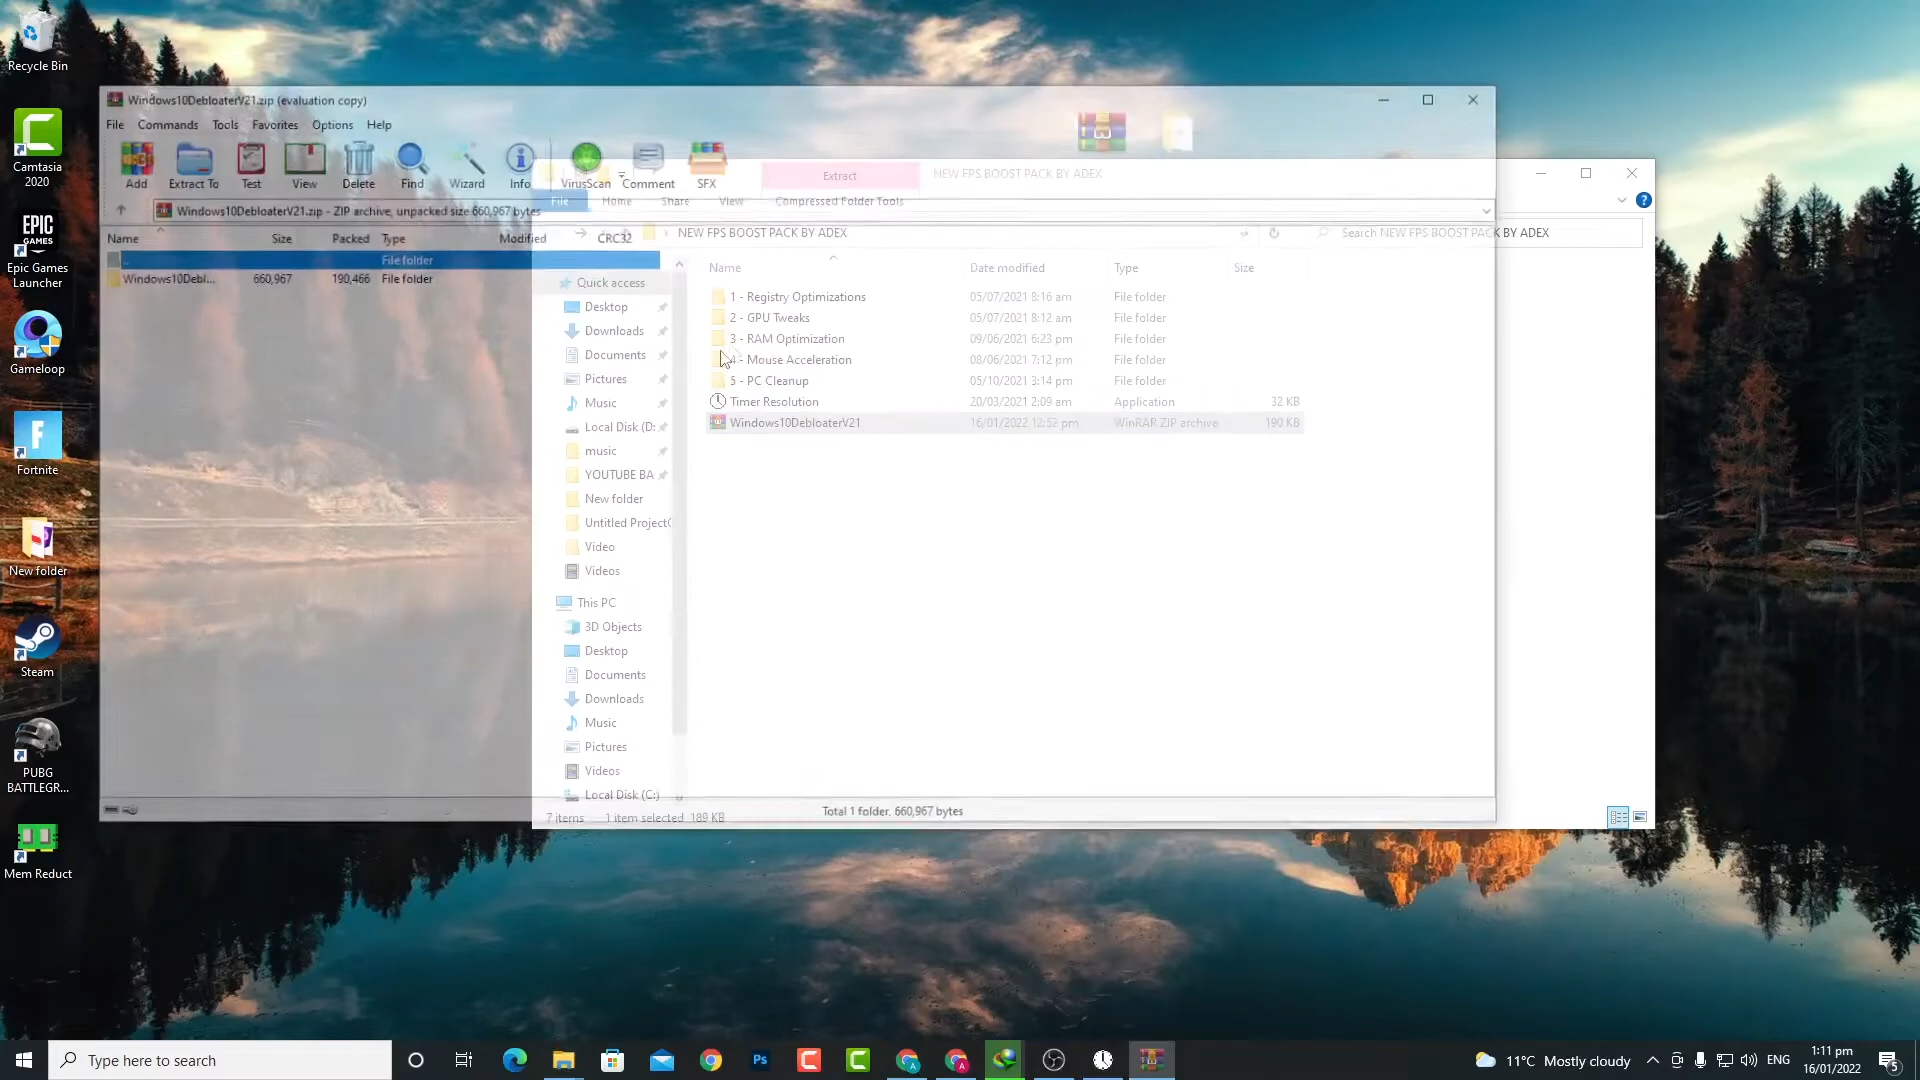 Recycle Bin
Camtasia 2020
Epic Games Launcher
Gameloop
Fortnite
New folder
Steam
PUBG BATTLEGR...
Mem Reduct
Windows10DebloaterV21.zip (evaluation copy)
File Commands Tools Favorites Options Help
Add Extract To Test View Delete Find Wizard Info VirusScan Comment SFX
Windows10DebloaterV21.zip - ZIP archive, unpacked size 660,967 bytes
Name Size Packed Type Modified CRC32
.. File folder
Windows10Debl... 660,967 190,466 File folder
Total 1 folder, 660,967 bytes
Extract NEW FPS BOOST PACK BY ADEX
File Home Share View Compressed Folder Tools
NEW FPS BOOST PACK BY ADEX Search NEW FPS BOOST PACK BY ADEX
Quick access
Desktop
Downloads
Documents
Pictures
Music
Local Disk (D:
music
YOUTUBE BA
New folder
Untitled Project
Video
Videos
This PC
3D Objects
Desktop
Documents
Downloads
Music
Pictures
Videos
Local Disk (C:)
Name Date modified Type Size
1 - Registry Optimizations 05/07/2021 8:16 am File folder
2 - GPU Tweaks 05/07/2021 8:12 am File folder
3 - RAM Optimization 09/06/2021 6:23 pm File folder
4 - Mouse Acceleration 08/06/2021 7:12 pm File folder
5 - PC Cleanup 05/10/2021 3:14 pm File folder
Timer Resolution 20/03/2021 2:09 am Application 32 KB
Windows10DebloaterV21 16/01/2022 12:52 pm WinRAR ZIP archive 190 KB
7 items 1 item selected 189 KB
Type here to search
11°C Mostly cloudy
ENG
1:11 pm
16/01/2022
5